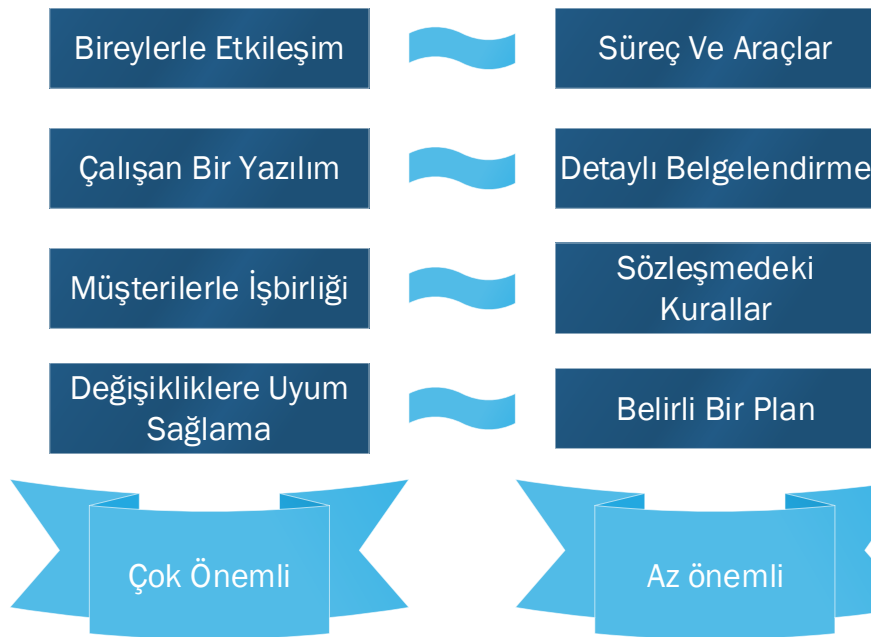 Bireylerle Etkileşim
Süreç Ve Araçlar
Çalışan Bir Yazılım
Detaylı Belgelendirme
Müşterilerle İşbirliği
Sözleşmedeki
Kurallar
Değişikliklere Uyum
Sağlama
Belirli Bir Plan
Çok Önemli
Az önemli